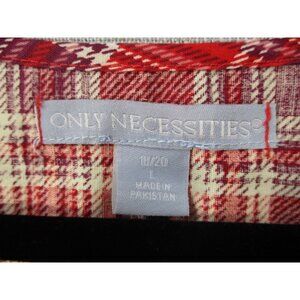 ONLY NECESSITIES®
18/20
L
MADE IN
PAKISTAN